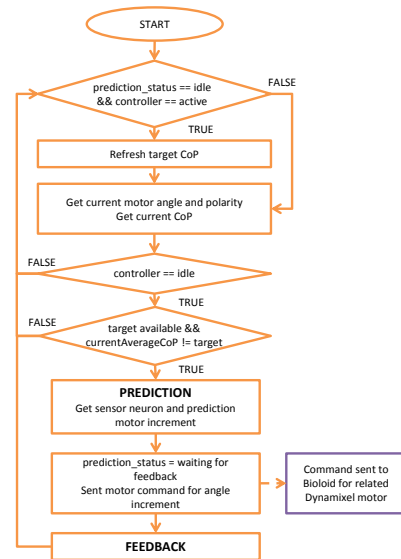 START
prediction_status == idle
&& controller == active
FALSE
TRUE
Refresh target CoP
Get current motor angle and polarity
Get current CoP
FALSE
controller == idle
TRUE
FALSE
target available &&
currentAverageCoP != target
TRUE
PREDICTION
Get sensor neuron and prediction
motor increment
prediction_status = waiting for
feedback
Sent motor command for angle
increment
Command sent to
Bioloid for related
Dynamixel motor
FEEDBACK